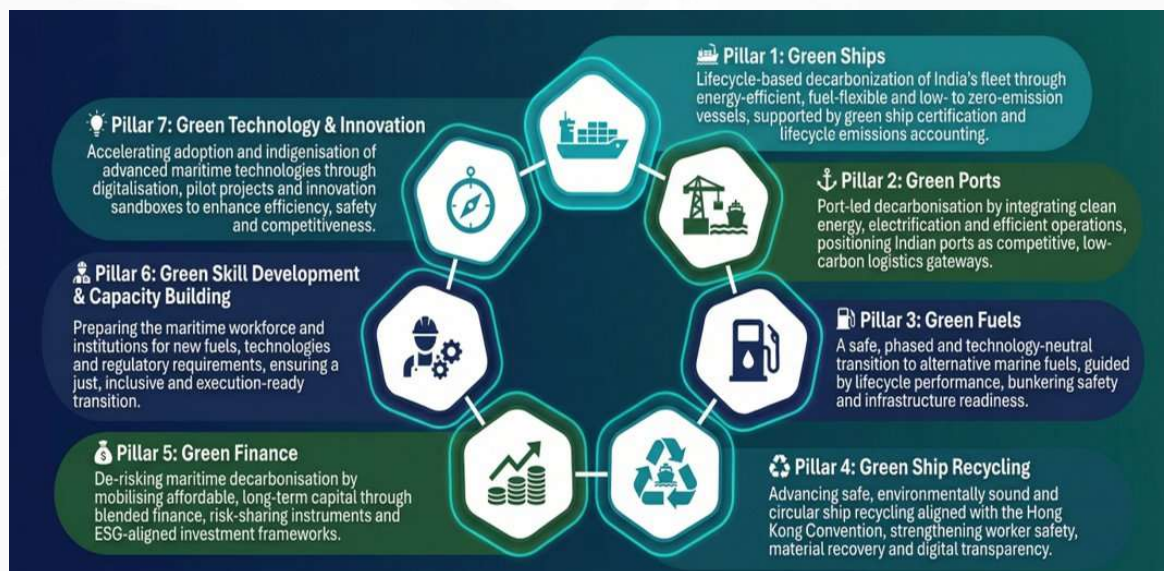 Pillar 1: Green Ships
Lifecycle-based decarbonization of India's fleet through
energy-efficient, fuel-flexible and low- to zero-emission
vessels, supported by green ship certification and
lifecycle emissions accounting.
Pillar 2: Green Ports
Port-led decarbonisation by integrating clean
energy, electrification and efficient operations,
positioning Indian ports as competitive, low-
carbon logistics gateways.
Pillar 3: Green Fuels
A safe, phased and technology-neutral
transition to alternative marine fuels, guided
by lifecycle performance, bunkering safety
and infrastructure readiness.
Pillar 4: Green Ship Recycling
Advancing safe, environmentally sound and
circular ship recycling aligned with the Hong
Kong Convention, strengthening worker safety,
material recovery and digital transparency.
Pillar 5: Green Finance
De-risking maritime decarbonisation by
mobilising affordable, long-term capital through
blended finance, risk-sharing instruments and
ESG-aligned investment frameworks.
Pillar 6: Green Skill Development
& Capacity Building
Preparing the maritime workforce and
institutions for new fuels, technologies
and regulatory requirements, ensuring a
just, inclusive and execution-ready
transition.
Pillar 7: Green Technology & Innovation
Accelerating adoption and indigenisation of
advanced maritime technologies through
digitalisation, pilot projects and innovation
sandboxes to enhance efficiency, safety
and competitiveness.